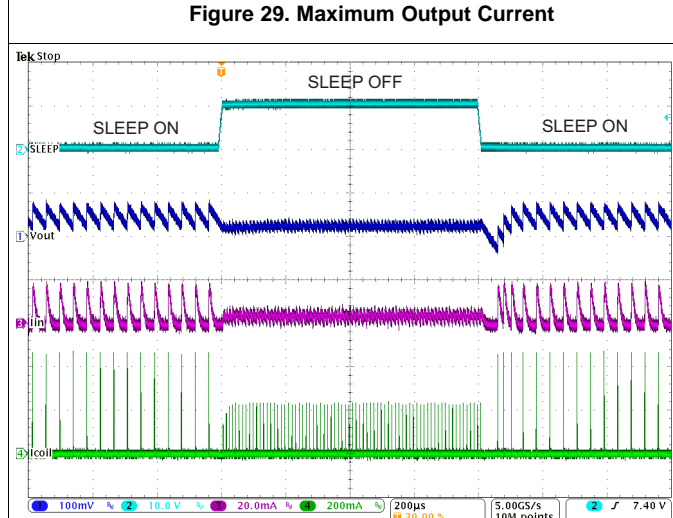 Figure 29. Maximum Output Current
Tek Stop
T
SLEEP OFF
SLEEP ON
SLEEP ON
2 SLEEP
1 Vout
3 Iin
4 Icoil
1 100mV 2 10.0 V 3 20.0mA 4 200mA 200µs 5.00GS/s 2 7.40 V
20.00 % 10M points